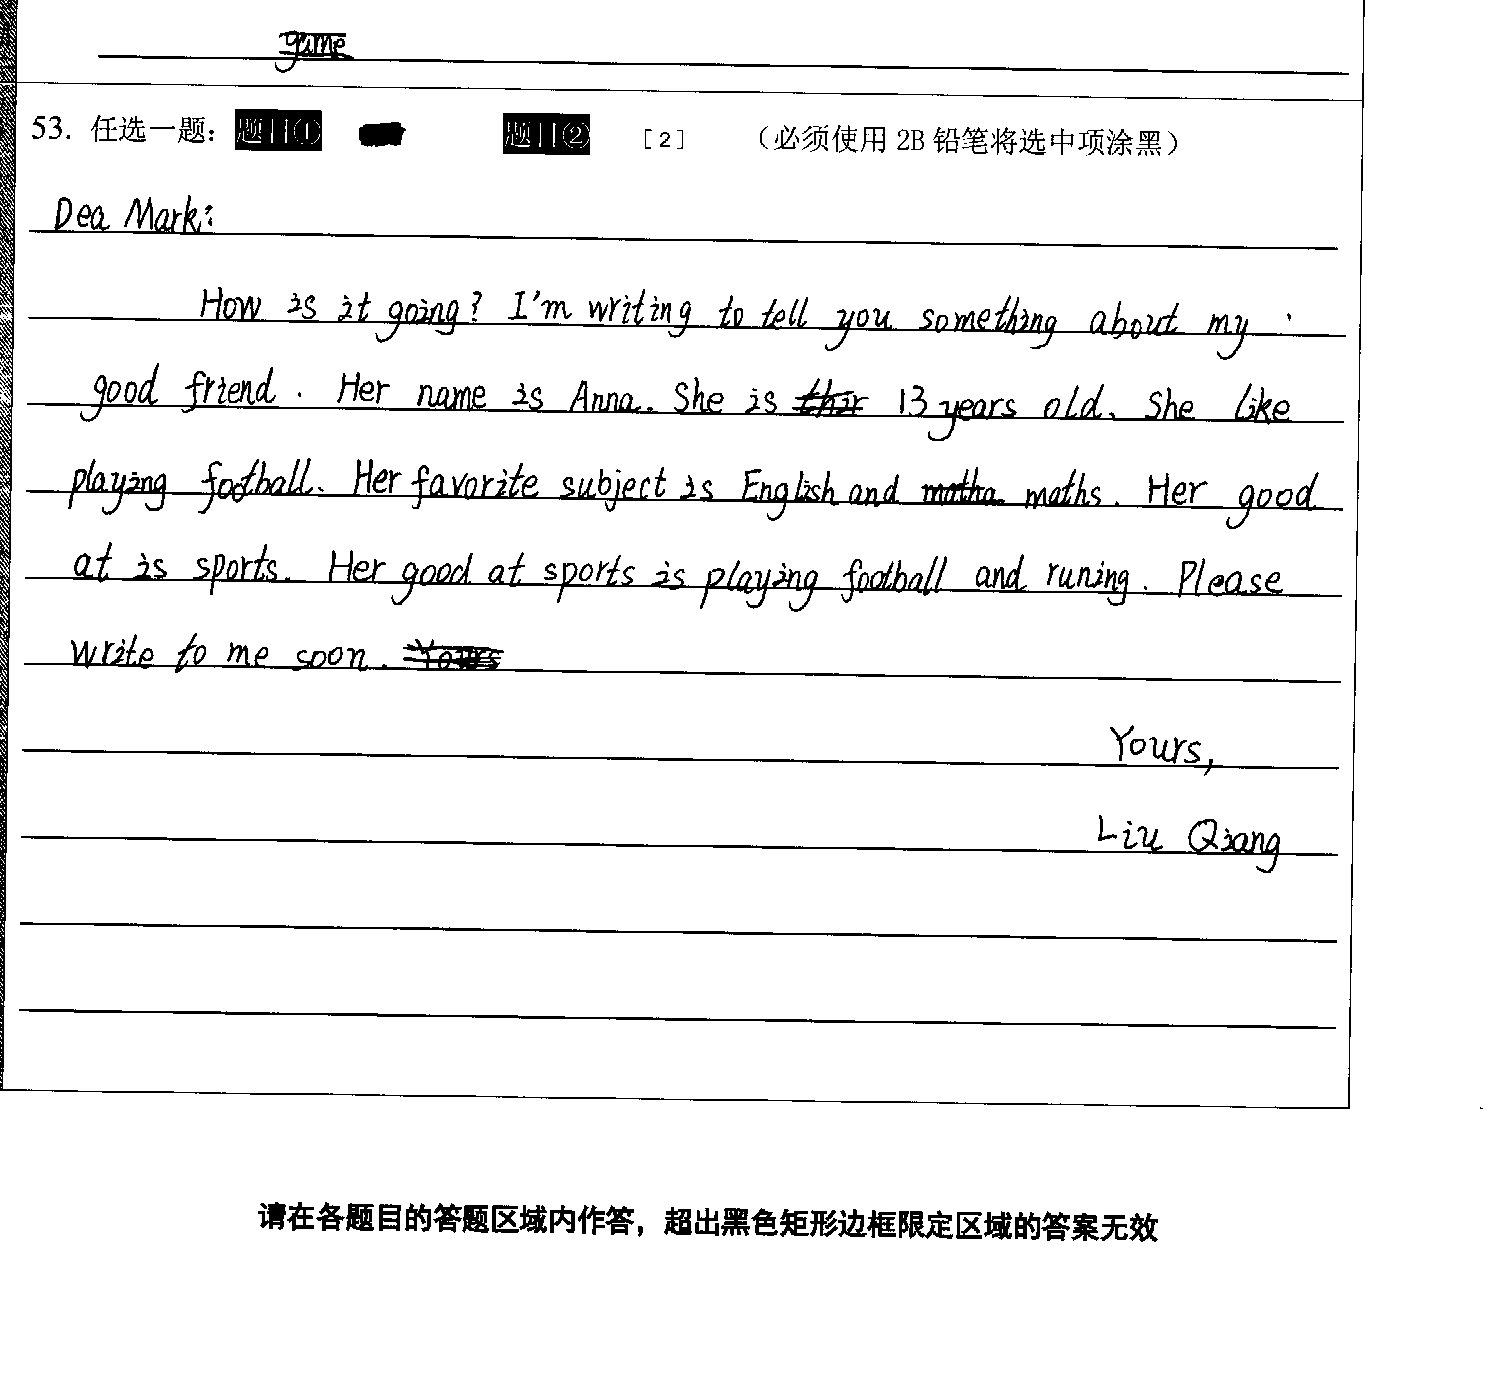 game
53. 任选一题: 题目① 题目② [2] (必须使用 2B 铅笔将选中项涂黑)
Dea Mark:
How is it going? I'm writing to tell you something about my
good friend. Her name is Anna. She is thir 13 years old. She like
playing football. Her favorite subject is English and matha maths. Her good
at is sports. Her good at sports is playing football and runing. Please
write to me soon. Yours
Yours,
Liu Qiang
请在各题目的答题区域内作答，超出黑色矩形边框限定区域的答案无效